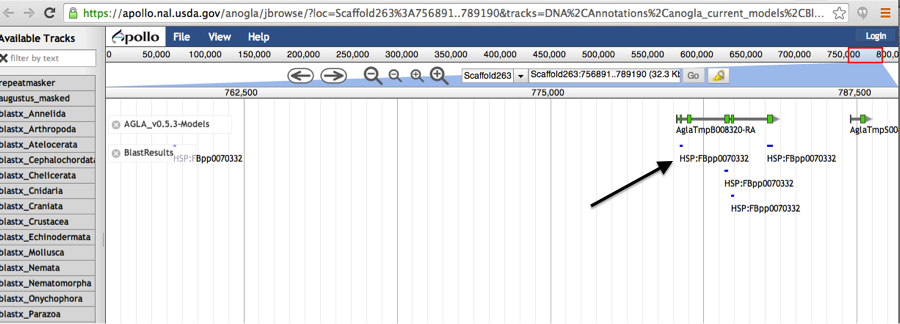 https://apollo.nal.usda.gov/anogla/jbrowse/?loc=Scaffold263%3A756891..789190&tracks=DNA%2CAnnotations%2Canogla_current_models%2CBl...
Available Tracks
filter by text
repeatmasker
augustus_masked
blastx_Annelida
blastx_Arthropoda
blastx_Atelocerata
blastx_Cephalochordata
blastx_Chelicerata
blastx_Cnidaria
blastx_Craniata
blastx_Crustacea
blastx_Echinodermata
blastx_Mollusca
blastx_Nemata
blastx_Nematomorpha
blastx_Onychophora
blastx_Parazoa
Apollo File View Help Login
0 50,000 100,000 150,000 200,000 250,000 300,000 350,000 400,000 450,000 500,000 550,000 600,000 650,000 700,000 750,000 800,00
Scaffold263 Scaffold263:756891..789190 (32.3 Kb Go
762,500 775,000 787,500
AGLA_v0.5.3-Models
AglaTmpB008320-RA AglaTmpS00
BlastResults
HSP:FBpp0070332 HSP:FBpp0070332 HSP:FBpp0070332
HSP:FBpp0070332
HSP:FBpp0070332